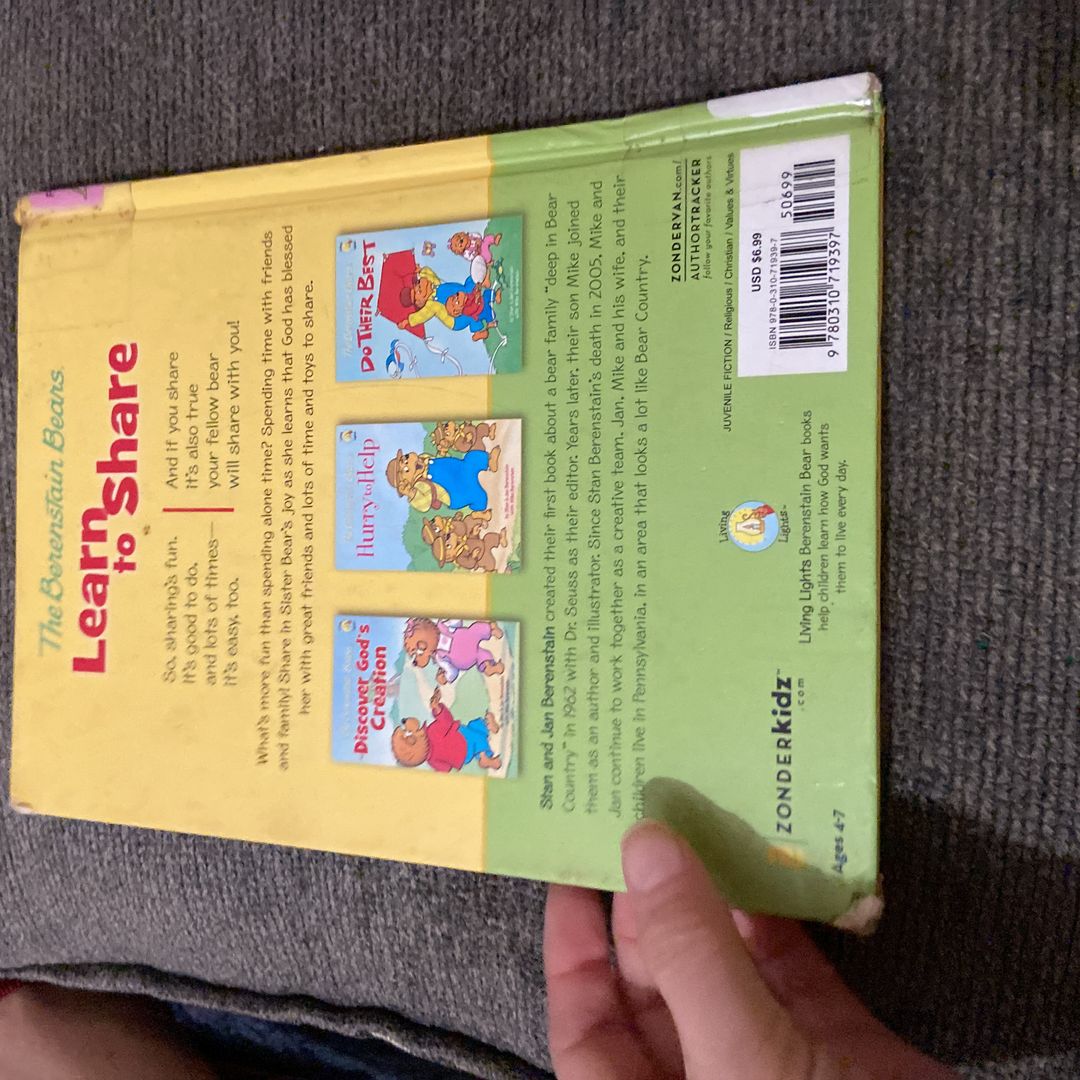 The Berenstain Bears
Learn
to Share
So, sharing's fun.
It's good to do,
and lots of times—
it's easy, too.
And if you share
it's also true
your fellow bear
will share with you!
What's more fun than spending alone time? Spending time with friends
and family! Share in Sister Bear's joy as she learns that God has blessed
her with great friends and lots of time and toys to share.
Discover God's
Creation
Hurry to Help
Do Their Best
Stan and Jan Berenstain created their first book about a bear family "deep in Bear
Country™" in 1962 with Dr. Seuss as their editor. Years later, their son Mike joined
them as an author and illustrator. Since Stan Berenstain's death in 2005, Mike and
Jan continue to work together as a creative team. Jan, Mike and his wife, and their
children live in Pennsylvania, in an area that looks a lot like Bear Country.
ZONDERVAN.com/
AUTHORTRACKER
follow your favorite authors
JUVENILE FICTION / Religious / Christian / Values & Virtues
USD $6.99
ISBN 978-0-310-71939-7
50699
9 780310 719397
Living
Lights™
Living Lights Berenstain Bear books
help children learn how God wants
them to live every day.
ZONDERkidz™
.com
Ages 4-7